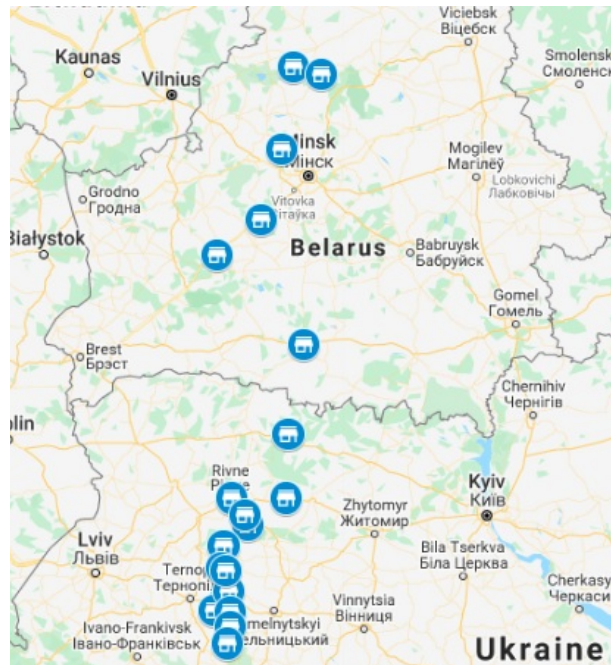 Viciebsk
Віцебск
Kaunas
Vilnius
Smolensk
Смоленск
Minsk
Мінск
Mogilev
Магілёў
Lobkovichi
Лабковічы
Grodno
Гродна
Vitovka
Białystok
Belarus
Babruysk
Бабруйск
Gomel
Гомель
Brest
Брэст
Chernihiv
Чернігів
Rivne
Kyiv
Київ
Zhytomyr
Житомир
Lviv
Львів
Bila Tserkva
Біла Церква
Cherkasy
Черкаси
Vinnytsia
Вінниця
Ivano-Frankivsk
Івано-Франківськ
Ukraine